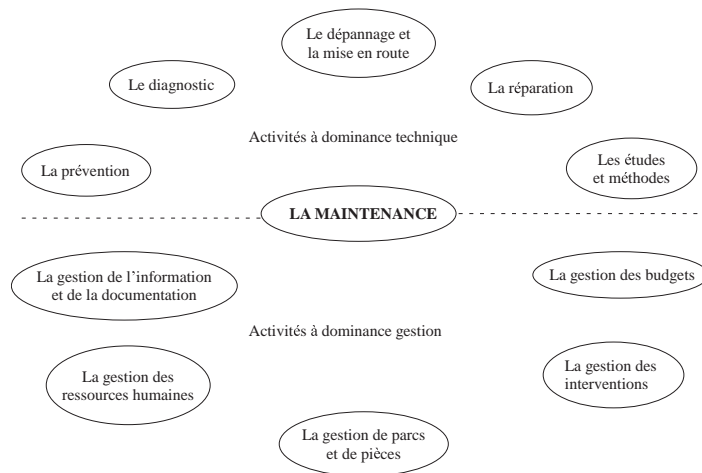 Le dépannage et
la mise en route
Le diagnostic
La réparation
Activités à dominance technique
La prévention
Les études
et méthodes
LA MAINTENANCE
La gestion de l’information
et de la documentation
La gestion des budgets
Activités à dominance gestion
La gestion des
ressources humaines
La gestion des
interventions
La gestion de parcs
et de pièces